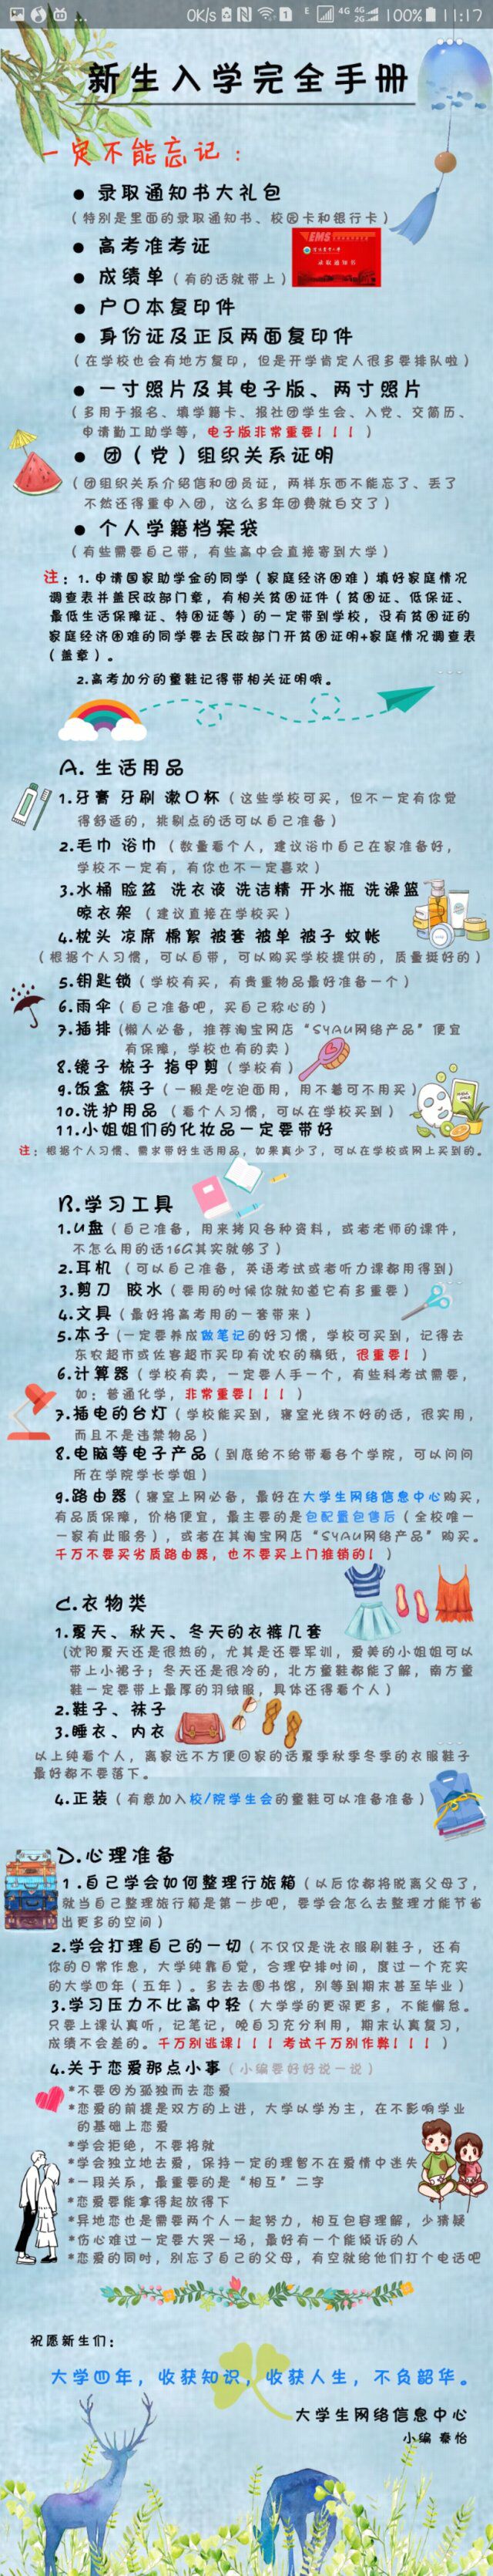 0K/s 1 E 4G 4G 2G 100% 11:17
新生入学完全手册
一定不能忘记：
● 录取通知书大礼包
（特别是里面的录取通知书、校园卡和银行卡）
● 高考准考证
EMS
录取通知书
● 成绩单（有的话就带上）
● 户口本复印件
● 身份证及正反两面复印件
（在学校也会有地方复印，但是开学肯定人很多要排队啦）
● 一寸照片及其电子版、两寸照片
（多用于报名、填学籍卡、报社团学生会、入党、交简历、
申请勤工助学等，电子版非常重要！！！）
● 团（党）组织关系证明
（团组织关系介绍信和团员证，两样东西不能忘了、丢了
不然还得重申入团，这么多年团费就白交了）
● 个人学籍档案袋
（有些需要自己带，有些高中会直接寄到大学）
注：1.申请国家助学金的同学（家庭经济困难）填好家庭情况
调查表并盖民政部门章，有相关贫困证件（贫困证、低保证、
最低生活保障证、特困证等）的一定带到学校，没有贫困证的
家庭经济困难的同学要去民政部门开贫困证明+家庭情况调查表
（盖章）。
2.高考加分的童鞋记得带相关证明哦。
A. 生活用品
1.牙膏 牙刷 漱口杯（这些学校可买，但不一定有你觉
得舒适的，挑剔点的话可以自己准备）
2.毛巾 浴巾（数量看个人，建议浴巾自己在家准备好，
学校不一定有，有你也不一定喜欢）
3.水桶 脸盆 洗衣液 洗洁精 开水瓶 洗澡篮
晾衣架（建议直接在学校买）
4.枕头 凉席 棉絮 被套 被单 被子 蚊帐
（根据个人习惯，可以自带，可以购买学校提供的，质量挺好的）
5.钥匙锁（学校有买，有贵重物品最好准备一个）
6.雨伞（自己准备吧，买自己称心的）
7.插排（懒人必备，推荐淘宝网店“SYAU网络产品”便宜
有保障，学校也有的卖）
8.镜子 梳子 指甲剪（学校有）
9.饭盒 筷子（一般是吃泡面用，用不着可不用买）
10.洗护用品（看个人习惯，可以在学校买到）
11.小姐姐们的化妆品一定要带好
注：根据个人习惯、需求带好生活用品，如果真少了，可以在学校或网上买到的。
B.学习工具
1.U盘（自己准备，用来拷贝各种资料，或者老师的课件，
不怎么用的话16G其实就够了）
2.耳机（可以自己准备，英语考试或者听力课都用得到）
3.剪刀 胶水（要用的时候你就知道它有多重要）
4.文具（最好将高考用的一套带来）
5.本子（一定要养成做笔记的好习惯，学校可买到，记得去
东农超市或佐客超市买印有沈农的稿纸，很重要！）
6.计算器（学校有卖，一定要人手一个，有些科考试需要，
如：普通化学，非常重要！！！）
7.插电的台灯（学校能买到，寝室光线不好的话，很实用，
而且不是违禁物品）
8.电脑等电子产品（到底给不给带看各个学院，可以问问
所在学院学长学姐）
9.路由器（寝室上网必备，最好在大学生网络信息中心购买，
有品质保障，价格便宜，最主要的是包配置包售后（全校唯一
一家有此服务），或者在其淘宝网店“SYAU网络产品”购买。
千万不要买劣质路由器，也不要买上门推销的！）
C.衣物类
1.夏天、秋天、冬天的衣裤几套
（沈阳夏天还是很热的，尤其是还要军训，爱美的小姐姐可以
带上小裙子；冬天还是很冷的，北方童鞋都能了解，南方童
鞋一定要带上最厚的羽绒服，具体还得看个人）
2.鞋子、袜子
3.睡衣、内衣
以上纯看个人，离家远不方便回家的话夏季秋季冬季的衣服鞋子
最好都不要落下。
4.正装（有意加入校/院学生会的童鞋可以准备准备）
D.心理准备
1.自己学会如何整理行旅箱（以后你都将脱离父母了，
就当自己整理旅行箱是第一步吧，要学会怎么去整理才能节省
出更多的空间）
2.学会打理自己的一切（不仅仅是洗衣服刷鞋子，还有
你的日常作息，大学纯靠自觉，合理安排时间，度过一个充实
的大学四年（五年）。多去去图书馆，别等到期末甚至毕业）
3.学习压力不比高中轻（大学学的更深更多，不能懈怠。
只要上课认真听，记笔记，晚自习充分利用，期末认真复习，
成绩不会差的。千万别逃课！！！考试千万别作弊！！！）
4.关于恋爱那点小事（小编要好好说一说）
*不要因为孤独而去恋爱
*恋爱的前提是双方的上进，大学以学为主，在不影响学业
的基础上恋爱
*学会拒绝，不要将就
*学会独立地去爱，保持一定的理智不在爱情中迷失
*一段关系，最重要的是“相互”二字
*恋爱要能拿得起放得下
*异地恋也是需要两个人一起努力，相互包容理解，少猜疑
*伤心难过一定要大哭一场，最好有一个能倾诉的人
*恋爱的同时，别忘了自己的父母，有空就给他们打个电话吧
祝愿新生们：
大学四年，收获知识，收获人生，不负韶华。
大学生网络信息中心
小编 秦怡